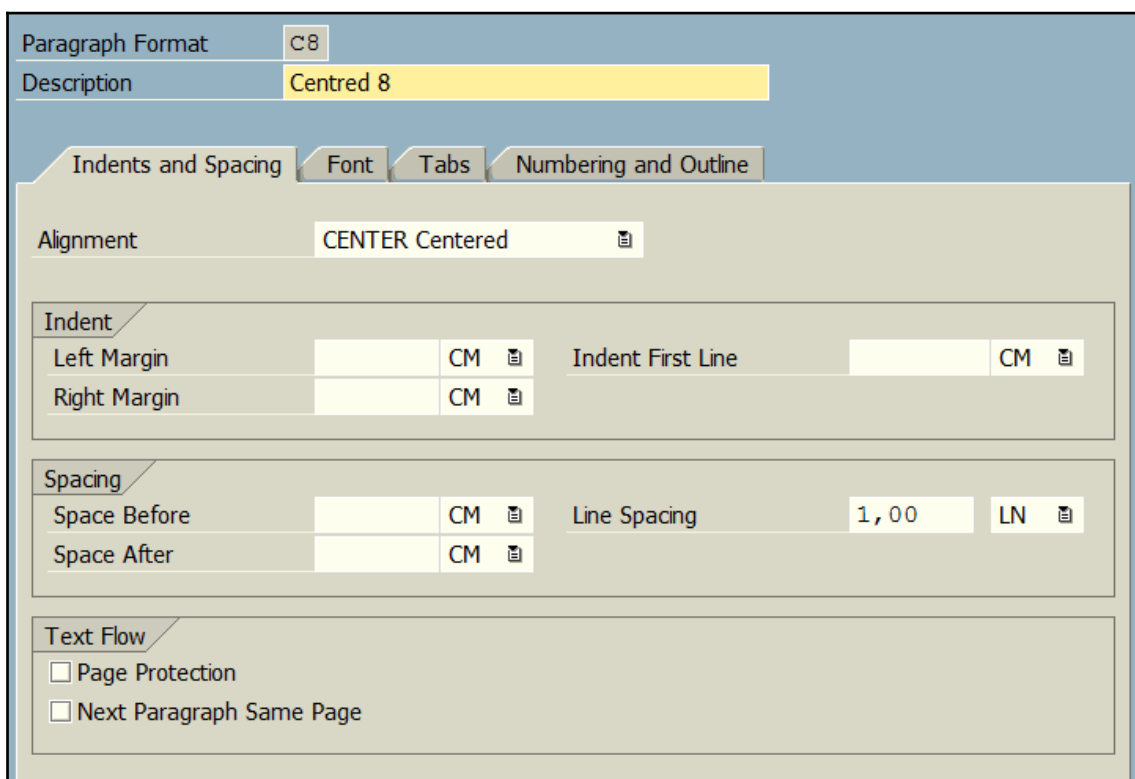 Paragraph Format C8
Description Centred 8
Indents and Spacing Font Tabs Numbering and Outline
Alignment CENTER Centered
Indent
Left Margin CM Indent First Line CM
Right Margin CM
Spacing
Space Before CM Line Spacing 1,00 LN
Space After CM
Text Flow
Page Protection
Next Paragraph Same Page